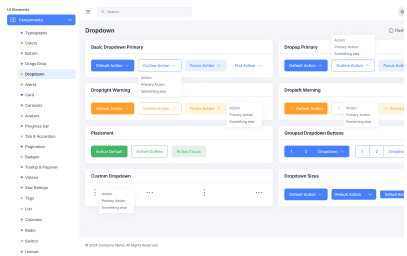 UI Elements
Components
Typography
Colors
Button
Drags Drop
Dropdown
Alerts
Card
Carousel
Avatars
Progress bar
Tab & Accordion
Pagination
Badges
Tooltip & Popover
Videos
Star Ratings
Tags
List
Calander
Radio
Switch
Upload
Search
Dropdown
Basic Dropdown Primary
Default Action
Outline Action
Focus Action
Flat Action
Action
Primary Action
Something else
Dropup Primary
Action
Primary Action
Something else
Default Action
Outline Action
Focus Action
Dropright Warning
Default Action
Outline Action
Focus Action
Action
Primary Action
Something else
Dropleft Warning
Default Action
Action
Primary Action
Something else
Focus Action
Placement
Active Default
Active Outline
Active Focus
Grouped Dropdown Buttons
1
2
Dropdown
1
2
Custom Dropdown
Action
Primary Action
Something else
Dropdown Sizes
Default Action
Default Action
© 2024 Company Name. All Rights Reserved.